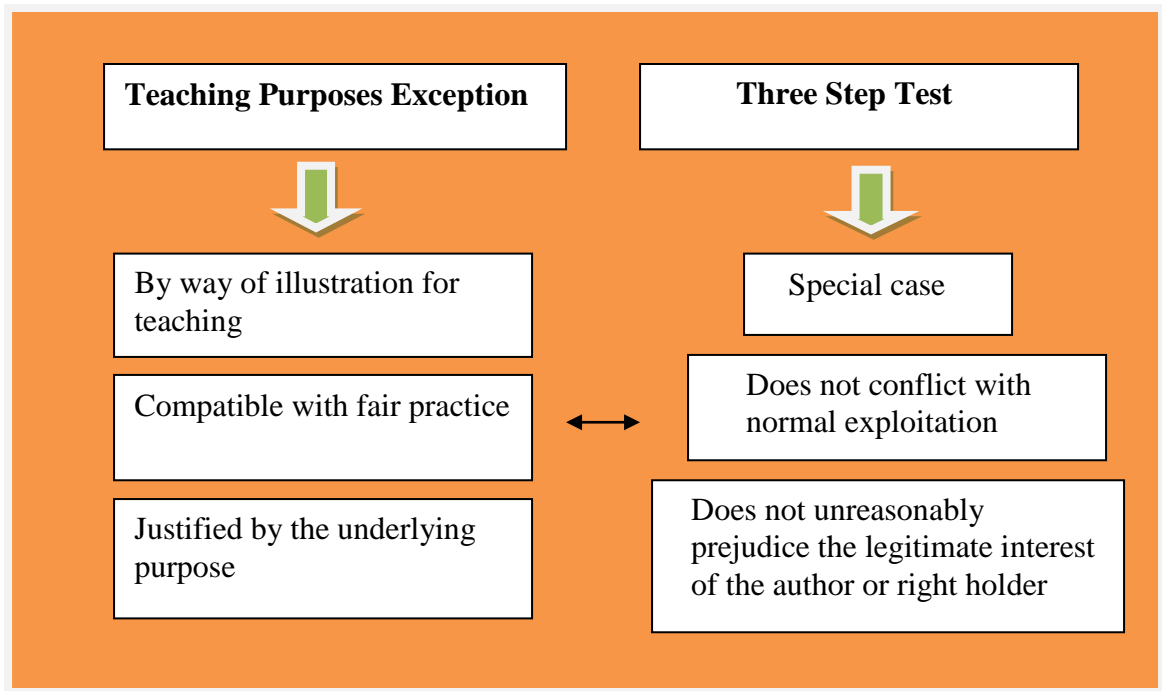 Teaching Purposes Exception
Three Step Test
By way of illustration for
teaching
Compatible with fair practice
Justified by the underlying
purpose
Special case
Does not conflict with
normal exploitation
Does not unreasonably
prejudice the legitimate interest
of the author or right holder